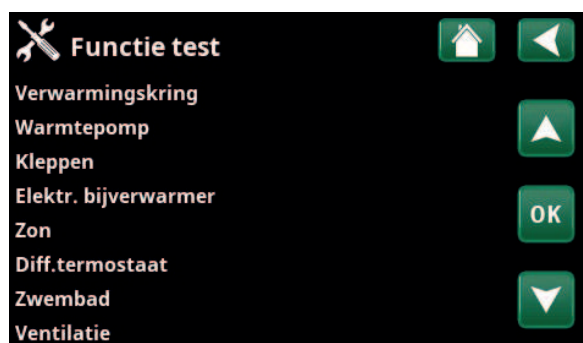 Functie test
Verwarmingskring
Warmtepomp
Kleppen
Elektr. bijverwarmer
OK
Zon
Diff.termostaat
Zwembad
Ventilatie